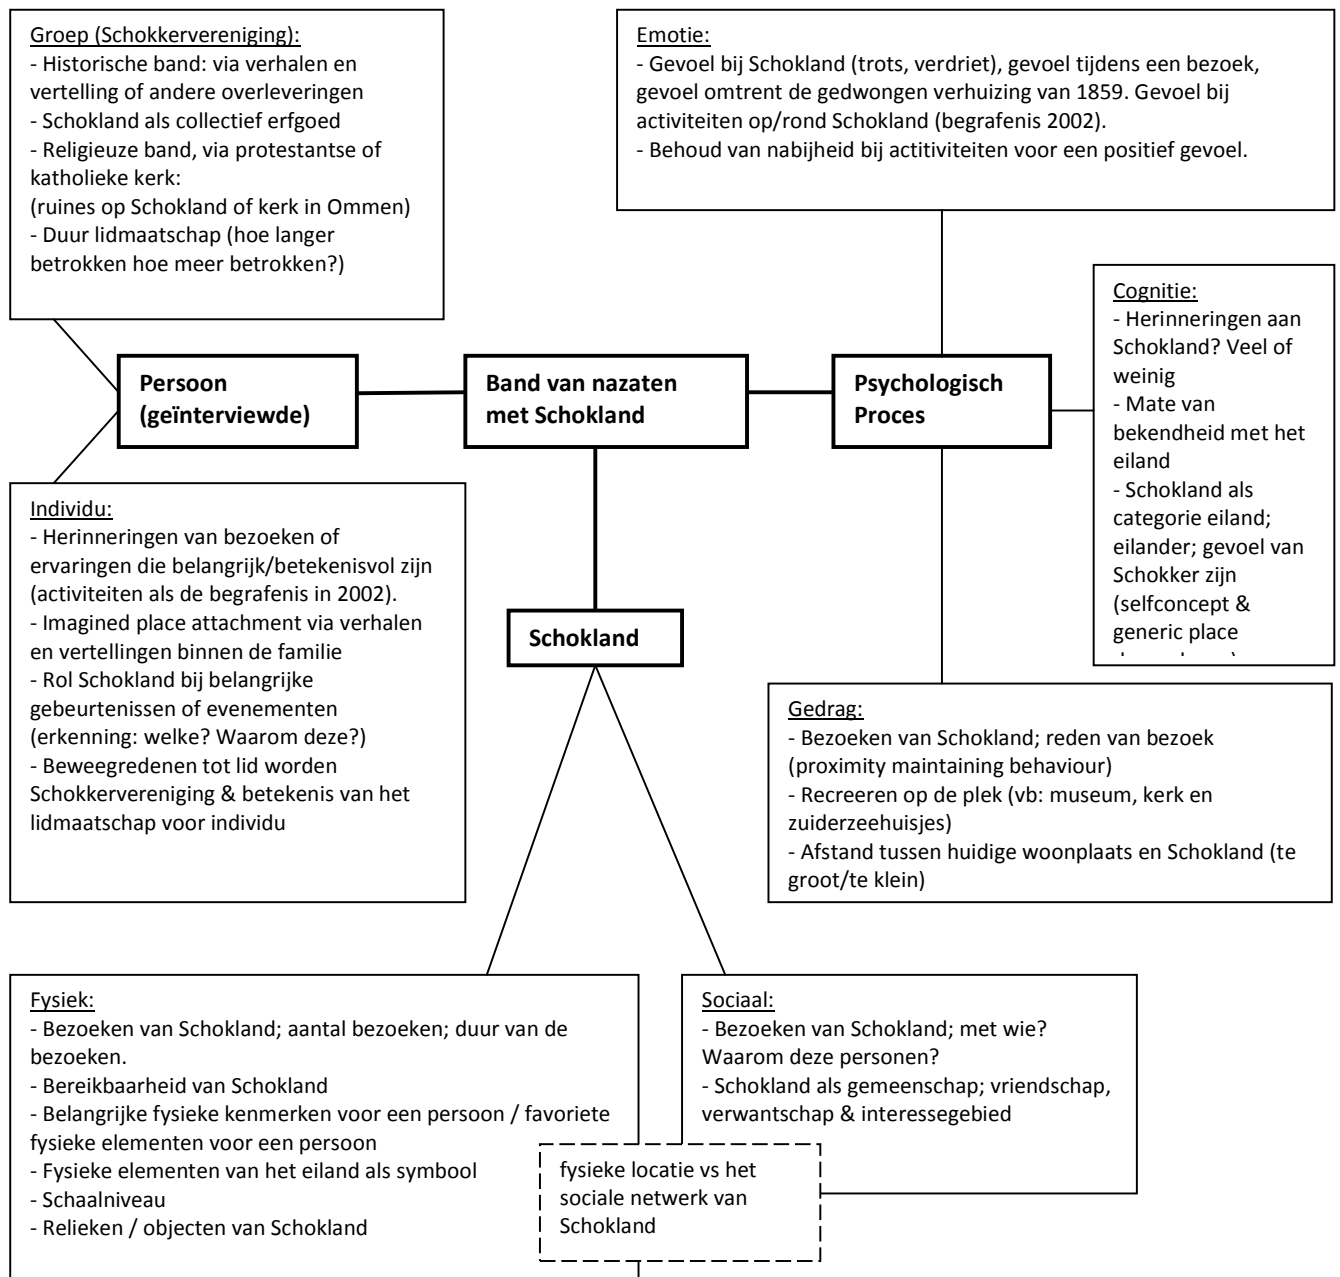 Groep (Schokkervereniging):
- Historische band: via verhalen en
vertelling of andere overleveringen
- Schokland als collectief erfgoed
- Religieuze band, via protestantse of
katholieke kerk:
(ruines op Schokland of kerk in Ommen)
- Duur lidmaatschap (hoe langer
betrokken hoe meer betrokken?)
Emotie:
- Gevoel bij Schokland (trots, verdriet), gevoel tijdens een bezoek,
gevoel omtrent de gedwongen verhuizing van 1859. Gevoel bij
activiteiten op/rond Schokland (begrafenis 2002).
- Behoud van nabijheid bij actitiviteiten voor een positief gevoel.
Persoon
(geïnterviewde)
Band van nazaten
met Schokland
Psychologisch
Proces
Cognitie:
- Herinneringen aan
Schokland? Veel of
weinig
- Mate van
bekendheid met het
eiland
- Schokland als
categorie eiland;
eilander; gevoel van
Schokker zijn
(selfconcept &
generic place
Individu:
- Herinneringen van bezoeken of
ervaringen die belangrijk/betekenisvol zijn
(activiteiten als de begrafenis in 2002).
- Imagined place attachment via verhalen
en vertellingen binnen de familie
- Rol Schokland bij belangrijke
gebeurtenissen of evenementen
(erkenning: welke? Waarom deze?)
- Beweegredenen tot lid worden
Schokkervereniging & betekenis van het
lidmaatschap voor individu
Schokland
Gedrag:
- Bezoeken van Schokland; reden van bezoek
(proximity maintaining behaviour)
- Recreeren op de plek (vb: museum, kerk en
zuiderzeehuisjes)
- Afstand tussen huidige woonplaats en Schokland (te
groot/te klein)
Fysiek:
- Bezoeken van Schokland; aantal bezoeken; duur van de
bezoeken.
- Bereikbaarheid van Schokland
- Belangrijke fysieke kenmerken voor een persoon / favoriete
fysieke elementen voor een persoon
- Fysieke elementen van het eiland als symbool
- Schaalniveau
- Relieken / objecten van Schokland
Sociaal:
- Bezoeken van Schokland; met wie?
Waarom deze personen?
- Schokland als gemeenschap; vriendschap,
verwantschap & interessegebied
fysieke locatie vs het
sociale netwerk van
Schokland